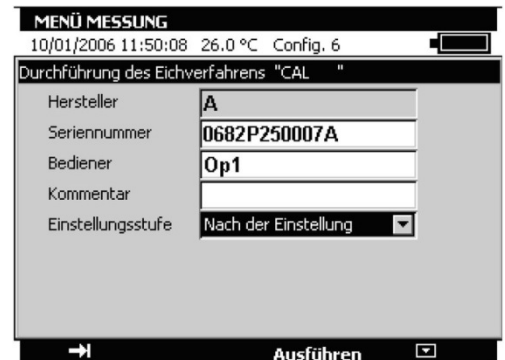 MENÜ MESSUNG
10/01/2006 11:50:08 26.0 °C Config. 6
Durchführung des Eichverfahrens "CAL "
Hersteller A
Seriennummer 0682P250007A
Bediener Op1
Kommentar
Einstellungsstufe Nach der Einstellung
Ausführen